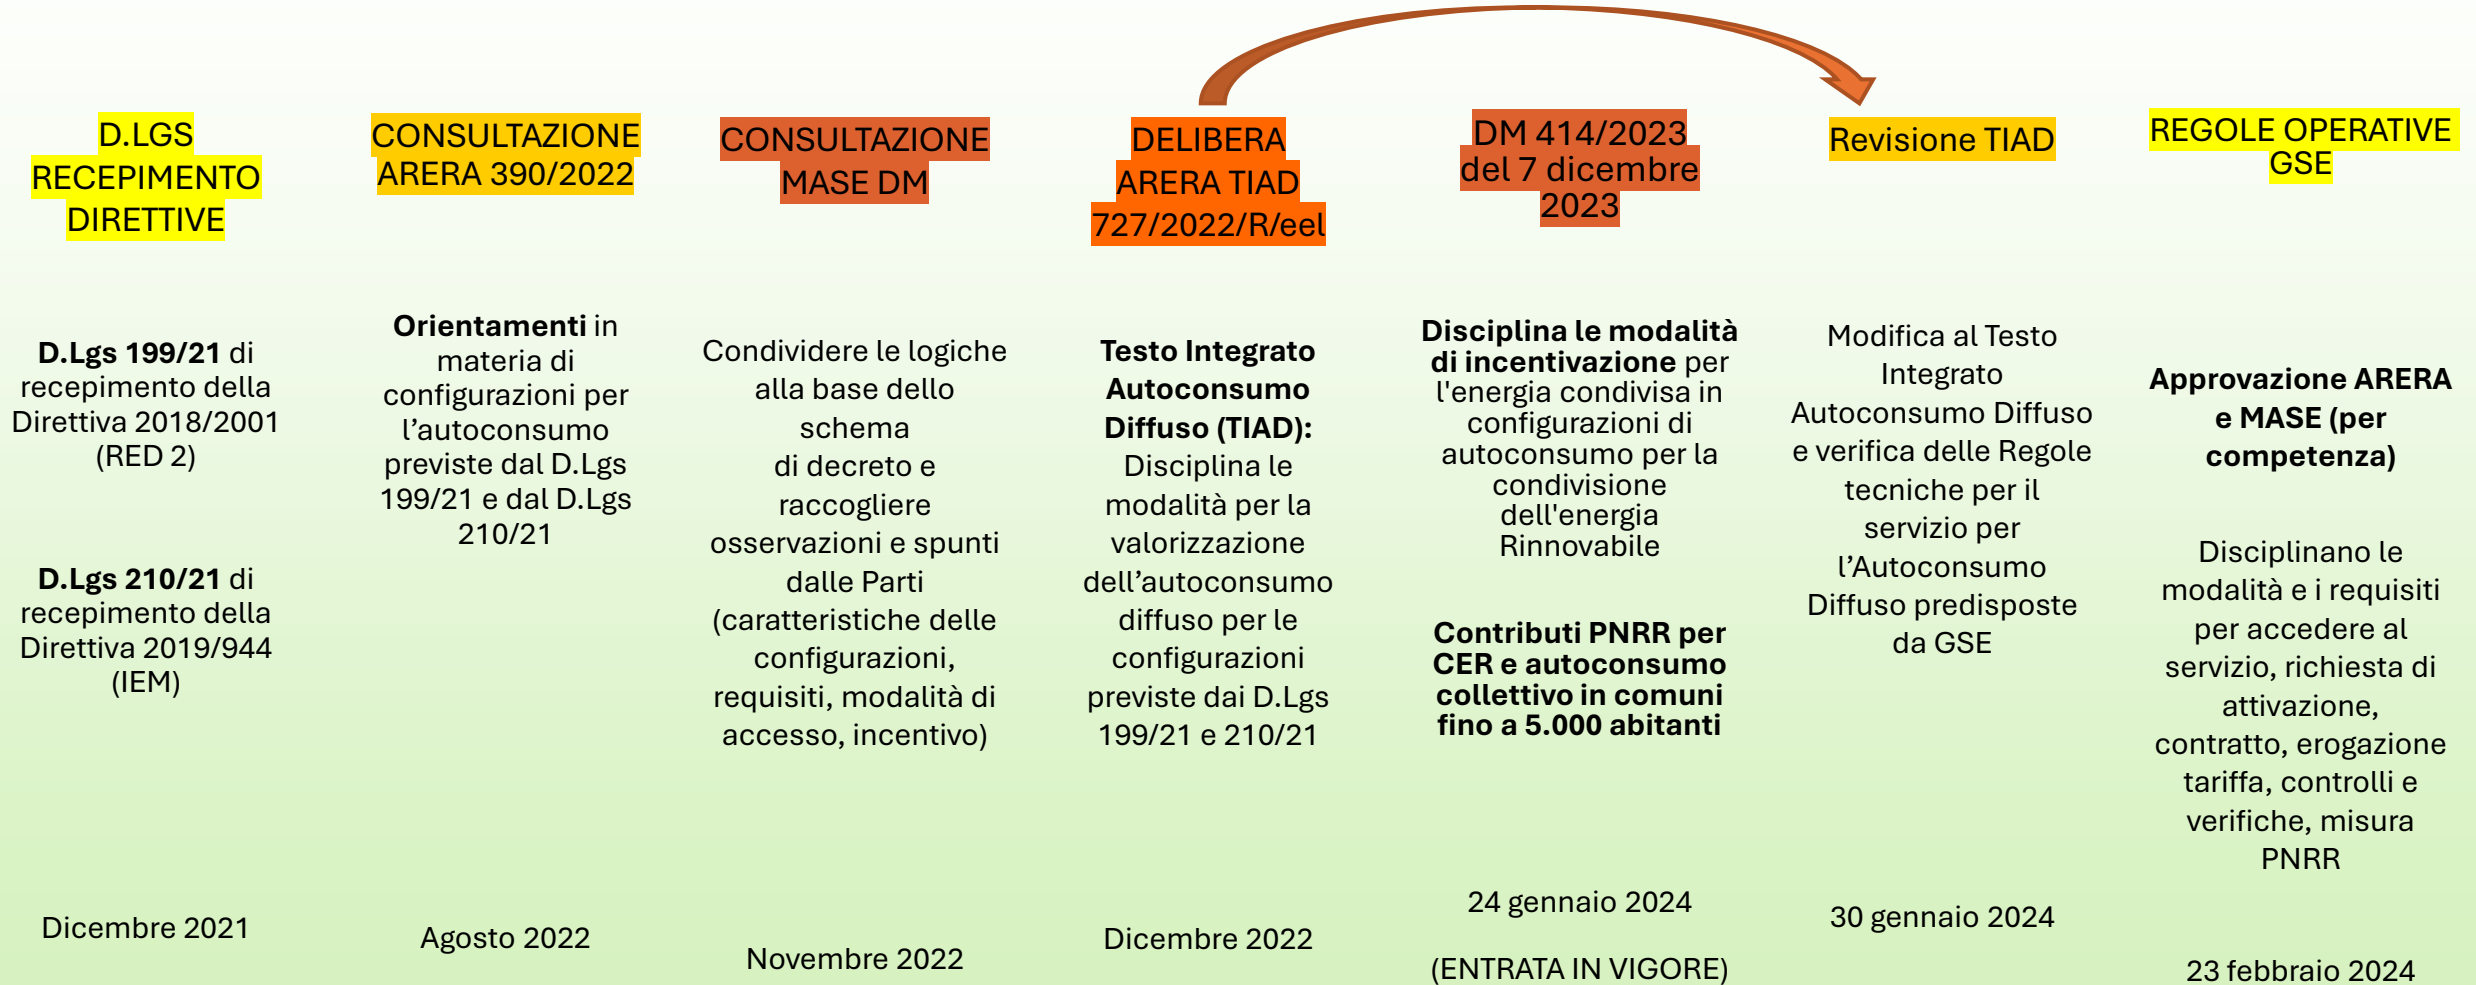 D.LGS
RECEPIMENTO
DIRETTIVE
D.Lgs 199/21 di
recepimento della
Direttiva 2018/2001
(RED 2)
D.Lgs 210/21 di
recepimento della
Direttiva 2019/944
(IEM)
Dicembre 2021
CONSULTAZIONE
ARERA 390/2022
Orientamenti in
materia di
configurazioni per
l’autoconsumo
previste dal D.Lgs
199/21 e dal D.Lgs
210/21
Agosto 2022
CONSULTAZIONE
MASE DM
Condividere le logiche
alla base dello
schema
di decreto e
raccogliere
osservazioni e spunti
dalle Parti
(caratteristiche delle
configurazioni,
requisiti, modalità di
accesso, incentivo)
Novembre 2022
DELIBERA
ARERA TIAD
727/2022/R/eel
Testo Integrato
Autoconsumo
Diffuso (TIAD):
Disciplina le
modalità per la
valorizzazione
dell’autoconsumo
diffuso per le
configurazioni
previste dai D.Lgs
199/21 e 210/21
Dicembre 2022
DM 414/2023
del 7 dicembre
2023
Disciplina le modalità
di incentivazione per
l'energia condivisa in
configurazioni di
autoconsumo per la
condivisione
dell'energia
Rinnovabile
Contributi PNRR per
CER e autoconsumo
collettivo in comuni
fino a 5.000 abitanti
24 gennaio 2024
(ENTRATA IN VIGORE)
Revisione TIAD
Modifica al Testo
Integrato
Autoconsumo Diffuso
e verifica delle Regole
tecniche per il
servizio per
l’Autoconsumo
Diffuso predisposte
da GSE
30 gennaio 2024
REGOLE OPERATIVE
GSE
Approvazione ARERA
e MASE (per
competenza)
Disciplinano le
modalità e i requisiti
per accedere al
servizio, richiesta di
attivazione,
contratto, erogazione
tariffa, controlli e
verifiche, misura
PNRR
23 febbraio 2024